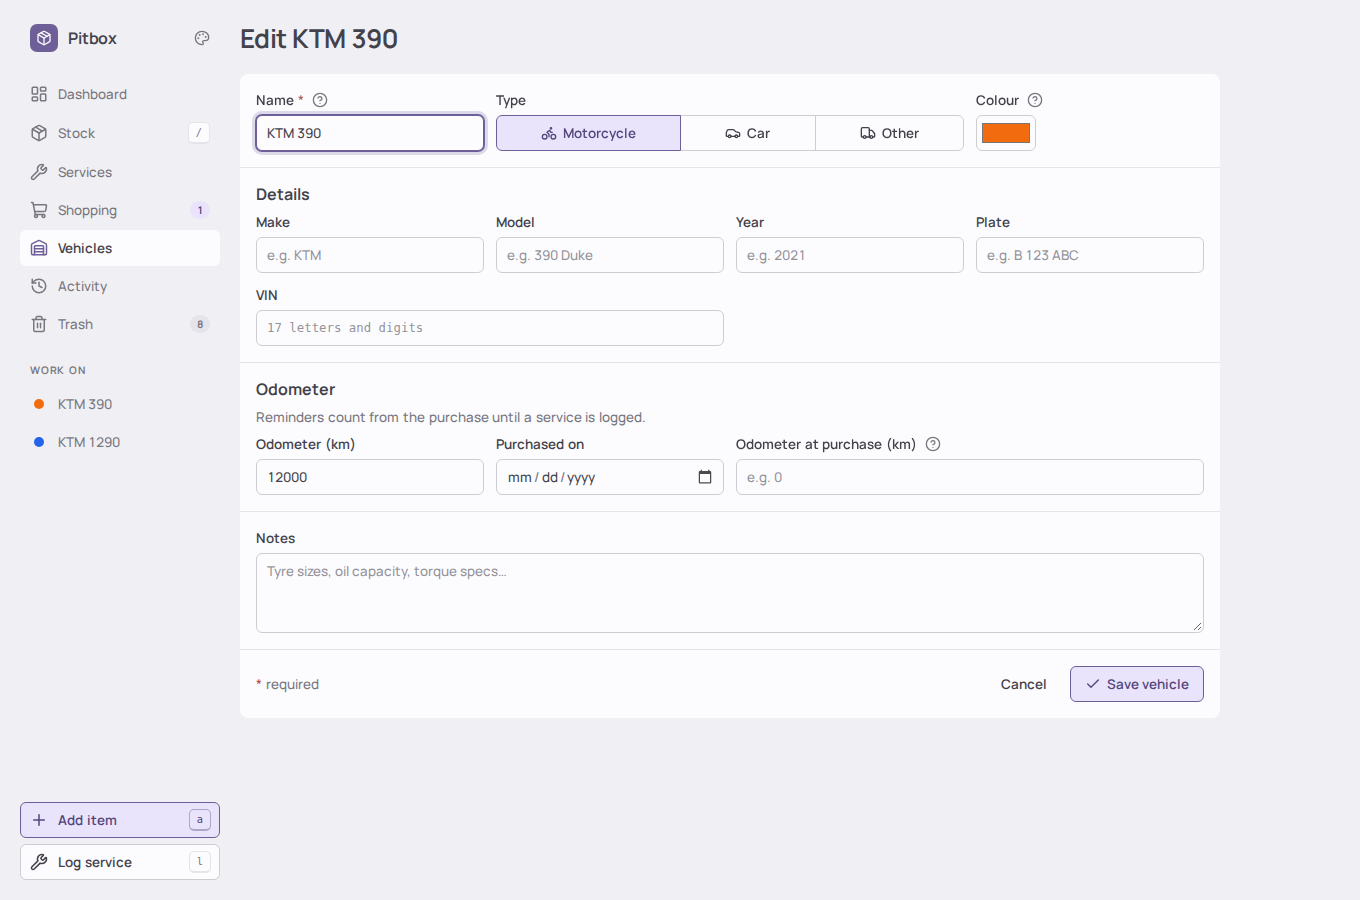 Pitbox
Edit KTM 390
Dashboard
Stock /
Services
Shopping 1
Vehicles
Activity
Trash 8
WORK ON
KTM 390
KTM 1290
Add item a
Log service l
Name * ?
Type
Colour ?
KTM 390
Motorcycle Car Other
Details
Make Model Year Plate
e.g. KTM e.g. 390 Duke e.g. 2021 e.g. B 123 ABC
VIN
17 letters and digits
Odometer
Reminders count from the purchase until a service is logged.
Odometer (km) Purchased on Odometer at purchase (km) ?
12000 mm/dd/yyyy e.g. 0
Notes
Tyre sizes, oil capacity, torque specs…
* required Cancel Save vehicle